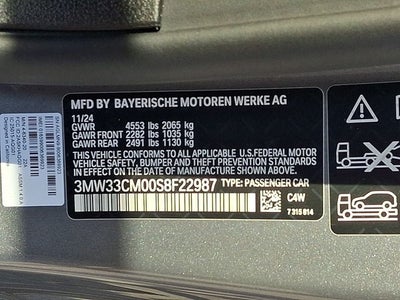 MFD BY BAYERISCHE MOTOREN WERKE AG
11/24
GVWR 4553 lbs 2065 kg
GAWR FRONT 2282 lbs 1035 kg
GAWR REAR 2491 lbs 1130 kg
THIS VEHICLE CONFORMS TO ALL APPLICABLE U.S. FEDERAL MOTOR
VEHICLE SAFETY, BUMPER, AND THEFT PREVENTION STANDARDS IN
EFFECT ON THE DATE OF MANUFACTURE SHOWN ABOVE.
3MW33CM00S8F22987 TYPE: PASSENGER CAR
C4W
7 315 814